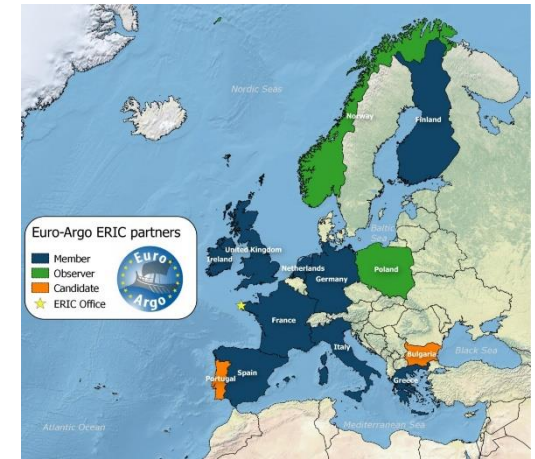 Nordic Seas
Norway
Finland
Baltic
Sea
Euro-Argo ERIC partners
Member
Observer
Candidate
ERIC Office
Euro
Argo
United Kingdom
Ireland
Netherlands
Germany
Poland
France
Italy
Bulgaria
Black Sea
Portugal
Spain
Greece
Atlantic Ocean
Mediterranean Sea